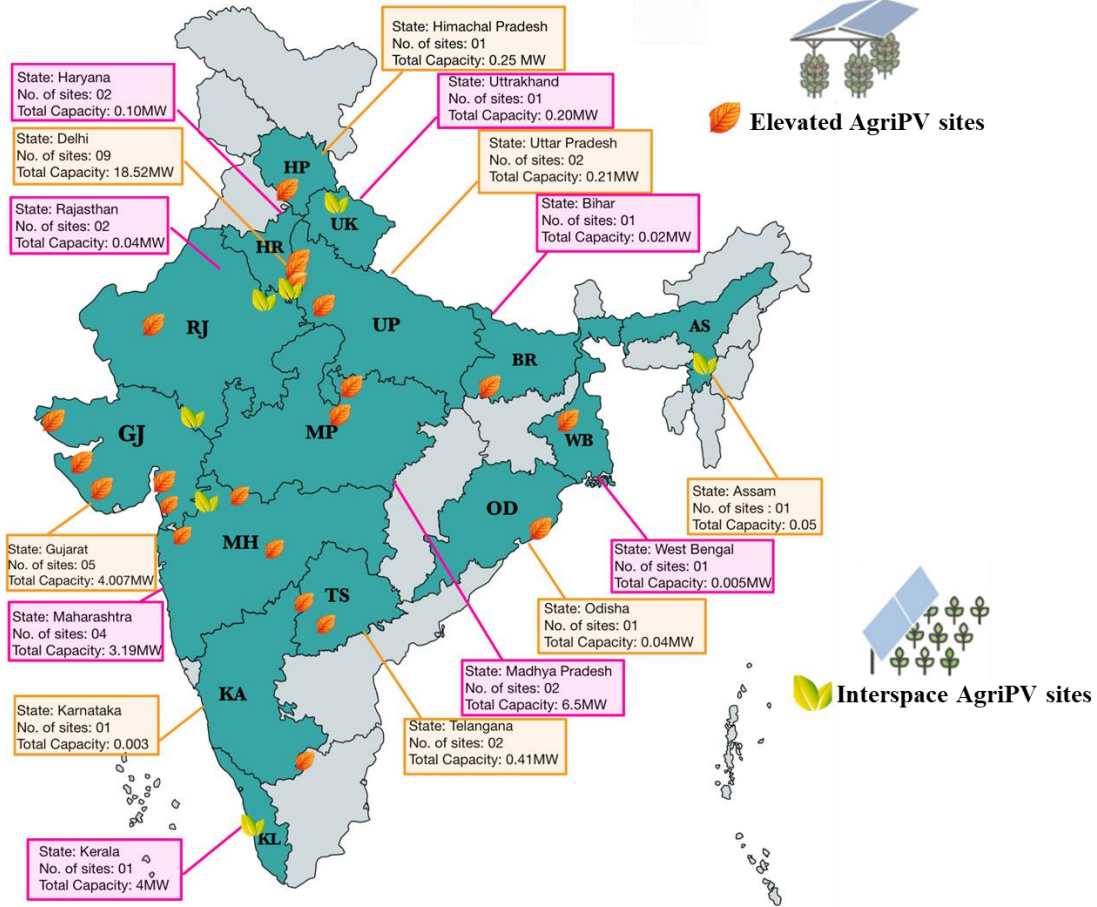 State: Himachal Pradesh
No. of sites: 01
Total Capacity: 0.25 MW
State: Haryana
No. of sites: 02
Total Capacity: 0.10MW
State: Uttrakhand
No. of sites: 01
Total Capacity: 0.20MW
Elevated AgriPV sites
State: Delhi
No. of sites: 09
Total Capacity: 18.52MW
State: Uttar Pradesh
No. of sites: 02
Total Capacity: 0.21MW
State: Rajasthan
No. of sites: 02
Total Capacity: 0.04MW
State: Bihar
No. of sites: 01
Total Capacity: 0.02MW
HP
UK
HR
RJ
UP
AS
BR
GJ
MP
WB
OD
MH
TS
KA
KL
State: Assam
No. of sites : 01
Total Capacity: 0.05
State: Gujarat
No. of sites: 05
Total Capacity: 4.007MW
State: West Bengal
No. of sites: 01
Total Capacity: 0.005MW
State: Maharashtra
No. of sites: 04
Total Capacity: 3.19MW
State: Odisha
No. of sites: 01
Total Capacity: 0.04MW
State: Madhya Pradesh
No. of sites: 02
Total Capacity: 6.5MW
Interspace AgriPV sites
State: Karnataka
No. of sites: 01
Total Capacity: 0.003
State: Telangana
No. of sites: 02
Total Capacity: 0.41MW
State: Kerala
No. of sites: 01
Total Capacity: 4MW